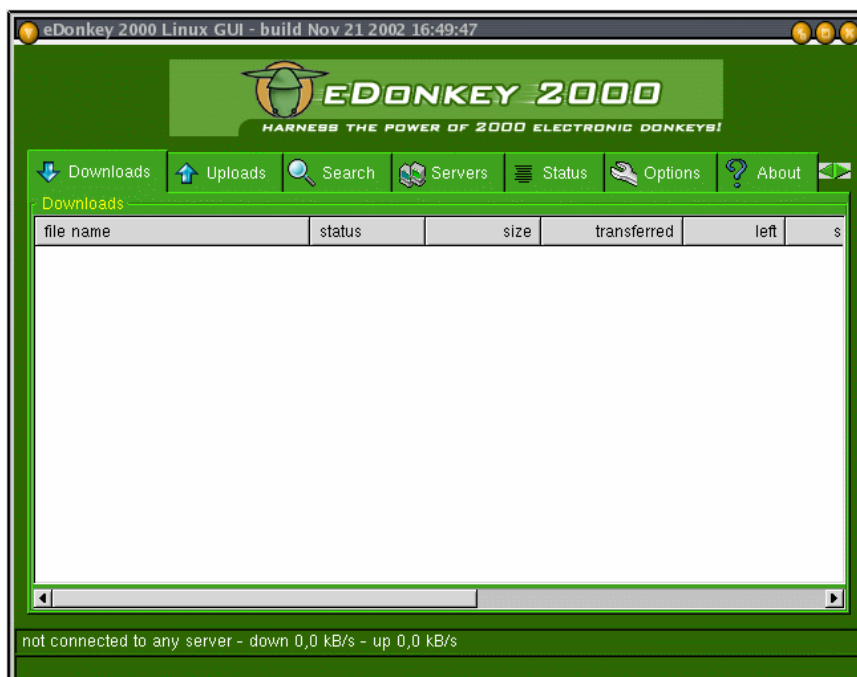 eDonkey 2000 Linux GUI - build Nov 21 2002 16:49:47
eDonkey 2000
HARNESS THE POWER OF 2000 ELECTRONIC DONKEYS!
Downloads Uploads Search Servers Status Options About
Downloads
file name status size transferred left s
not connected to any server - down 0,0 kB/s - up 0,0 kB/s